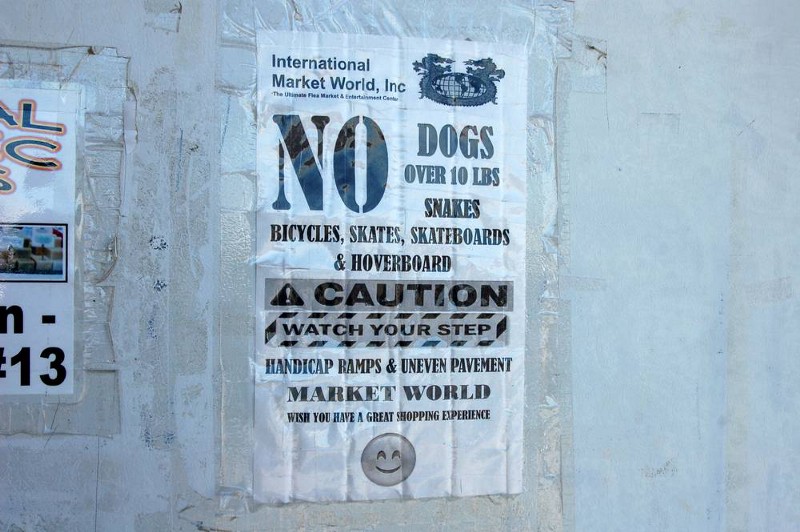 AL
C
n -
#13
International
Market World, Inc
The Ultimate Flea Market & Entertainment Center
NO
DOGS
OVER 10 LBS
SNAKES
BICYCLES, SKATES, SKATEBOARDS
& HOVERBOARD
CAUTION
WATCH YOUR STEP
HANDICAP RAMPS & UNEVEN PAVEMENT
MARKET WORLD
WISH YOU HAVE A GREAT SHOPPING EXPERIENCE